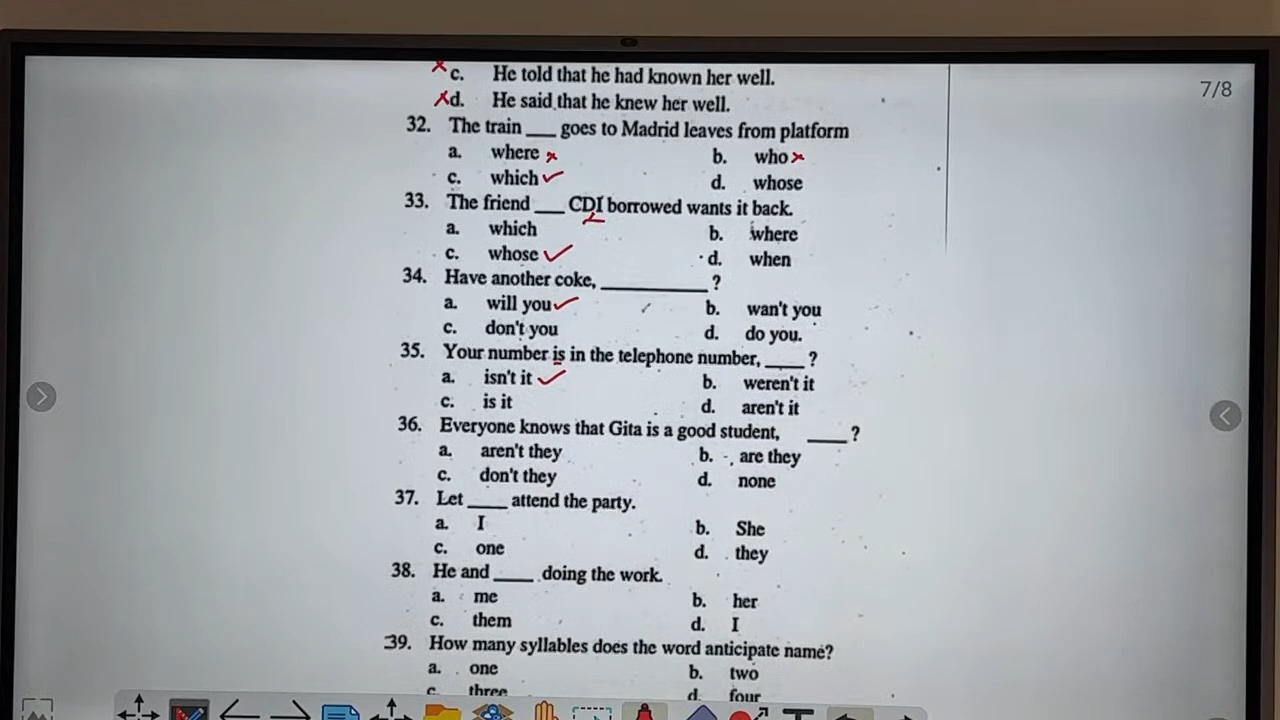 7/8
c. He told that he had known her well.
d. He said that he knew her well.
32. The train ___ goes to Madrid leaves from platform
a. where b. who
c. which d. whose
33. The friend ___ CDI borrowed wants it back.
a. which b. where
c. whose d. when
34. Have another coke, __________?
a. will you b. wan't you
c. don't you d. do you.
35. Your number is in the telephone number, ____ ?
a. isn't it b. weren't it
c. is it d. aren't it
36. Everyone knows that Gita is a good student, ____ ?
a. aren't they b. are they
c. don't they d. none
37. Let ____ attend the party.
a. I b. She
c. one d. they
38. He and ____ doing the work.
a. me b. her
c. them d. I
39. How many syllables does the word anticipate name?
a. one b. two
c. three d. four